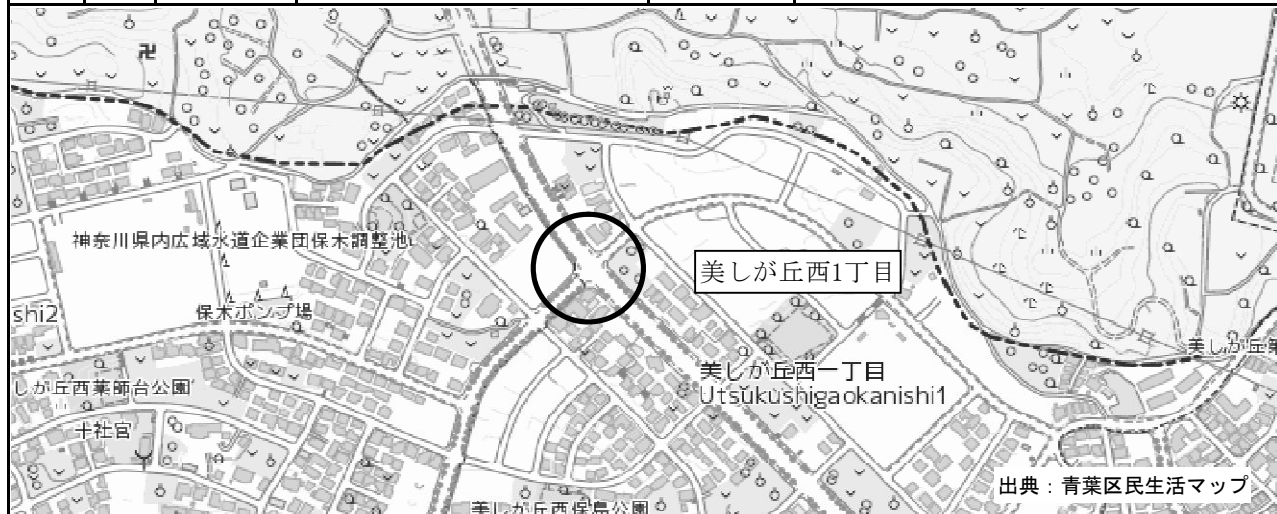 神奈川県内広域水道企業団保木調整池
美しが丘西1丁目
shi2
保木ポンプ場
美しが丘西一丁目
Utsukushigaokanishi1
美しが丘第
しが丘西薬師台公園
十社宮
美しが丘西保島公園
出典：青葉区民生活マップ